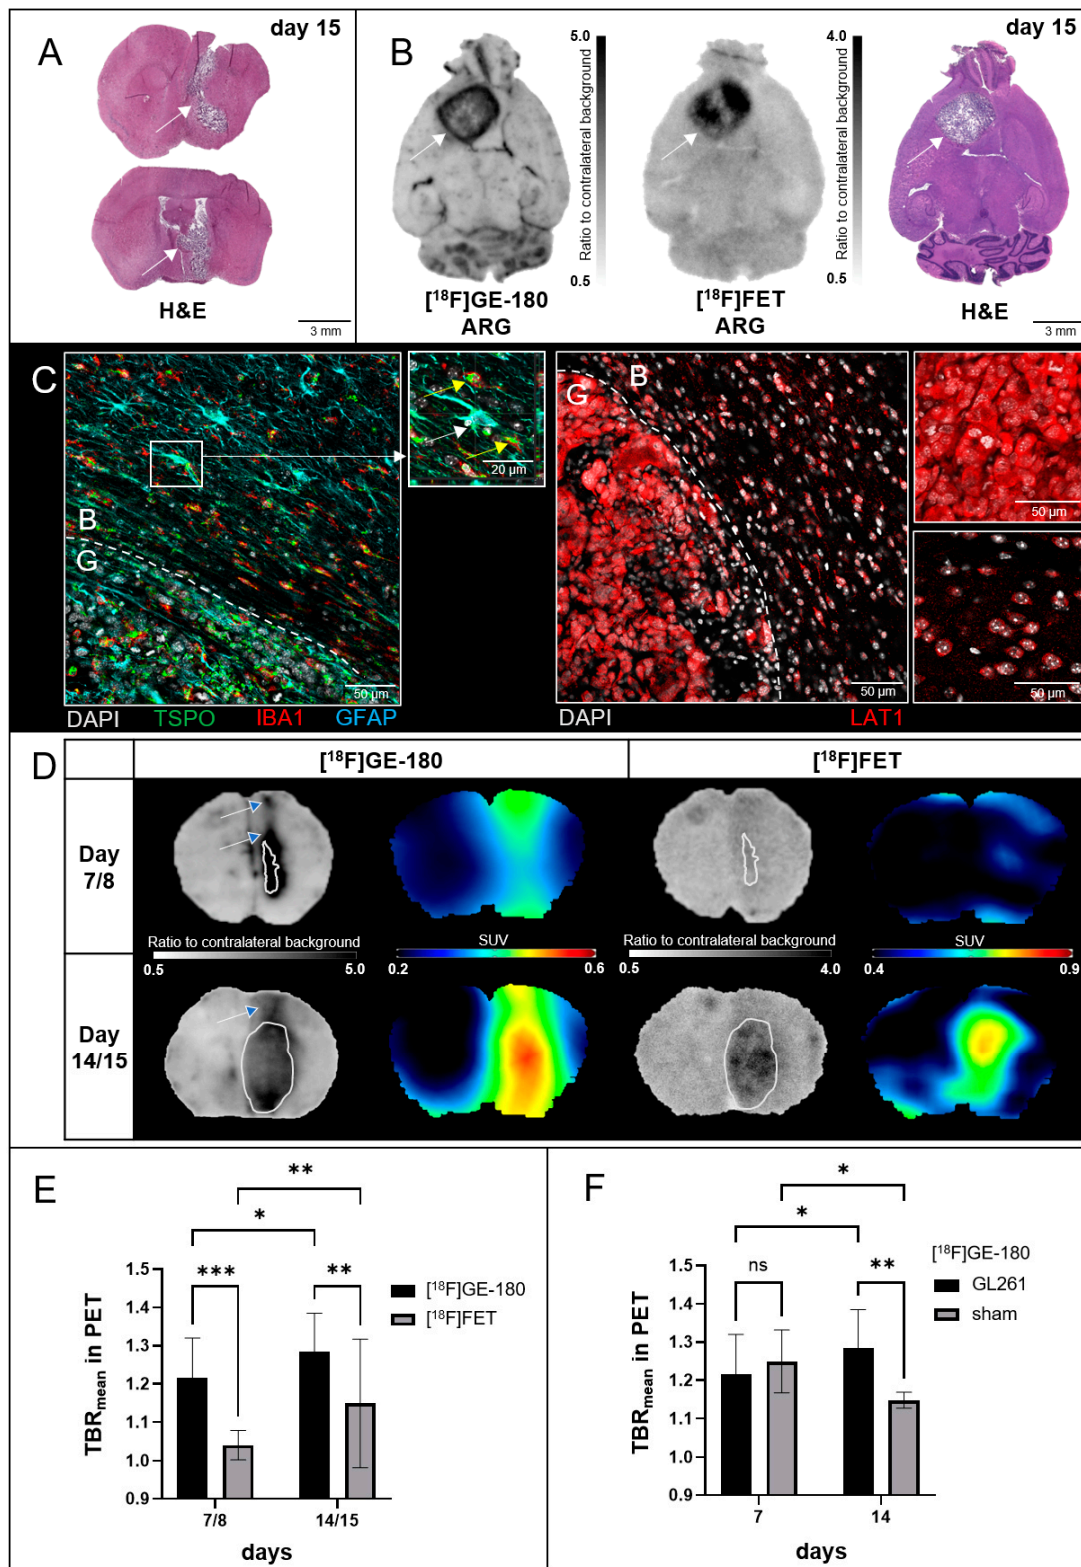 A
day 15
H&E
3 mm
B
day 15
5.0
Ratio to contralateral background
0.5
4.0
Ratio to contralateral background
0.5
[¹⁸F]GE-180
ARG
[¹⁸F]FET
ARG
H&E
3 mm
C
B
G
50 µm
20 µm
DAPI TSPO IBA1 GFAP
G
B
50 µm
50 µm
50 µm
DAPI LAT1
D
[¹⁸F]GE-180
[¹⁸F]FET
Day
7/8
Ratio to contralateral background
0.5 5.0
SUV
0.2 0.6
Ratio to contralateral background
0.5 4.0
SUV
0.4 0.9
Day
14/15
E
**
*
*** **
[¹⁸F]GE-180
[¹⁸F]FET
TBRmean in PET
1.5
1.4
1.3
1.2
1.1
1.0
0.9
7/8 14/15
days
F
*
*
ns **
[¹⁸F]GE-180
GL261
sham
TBRmean in PET
1.5
1.4
1.3
1.2
1.1
1.0
0.9
7 14
days